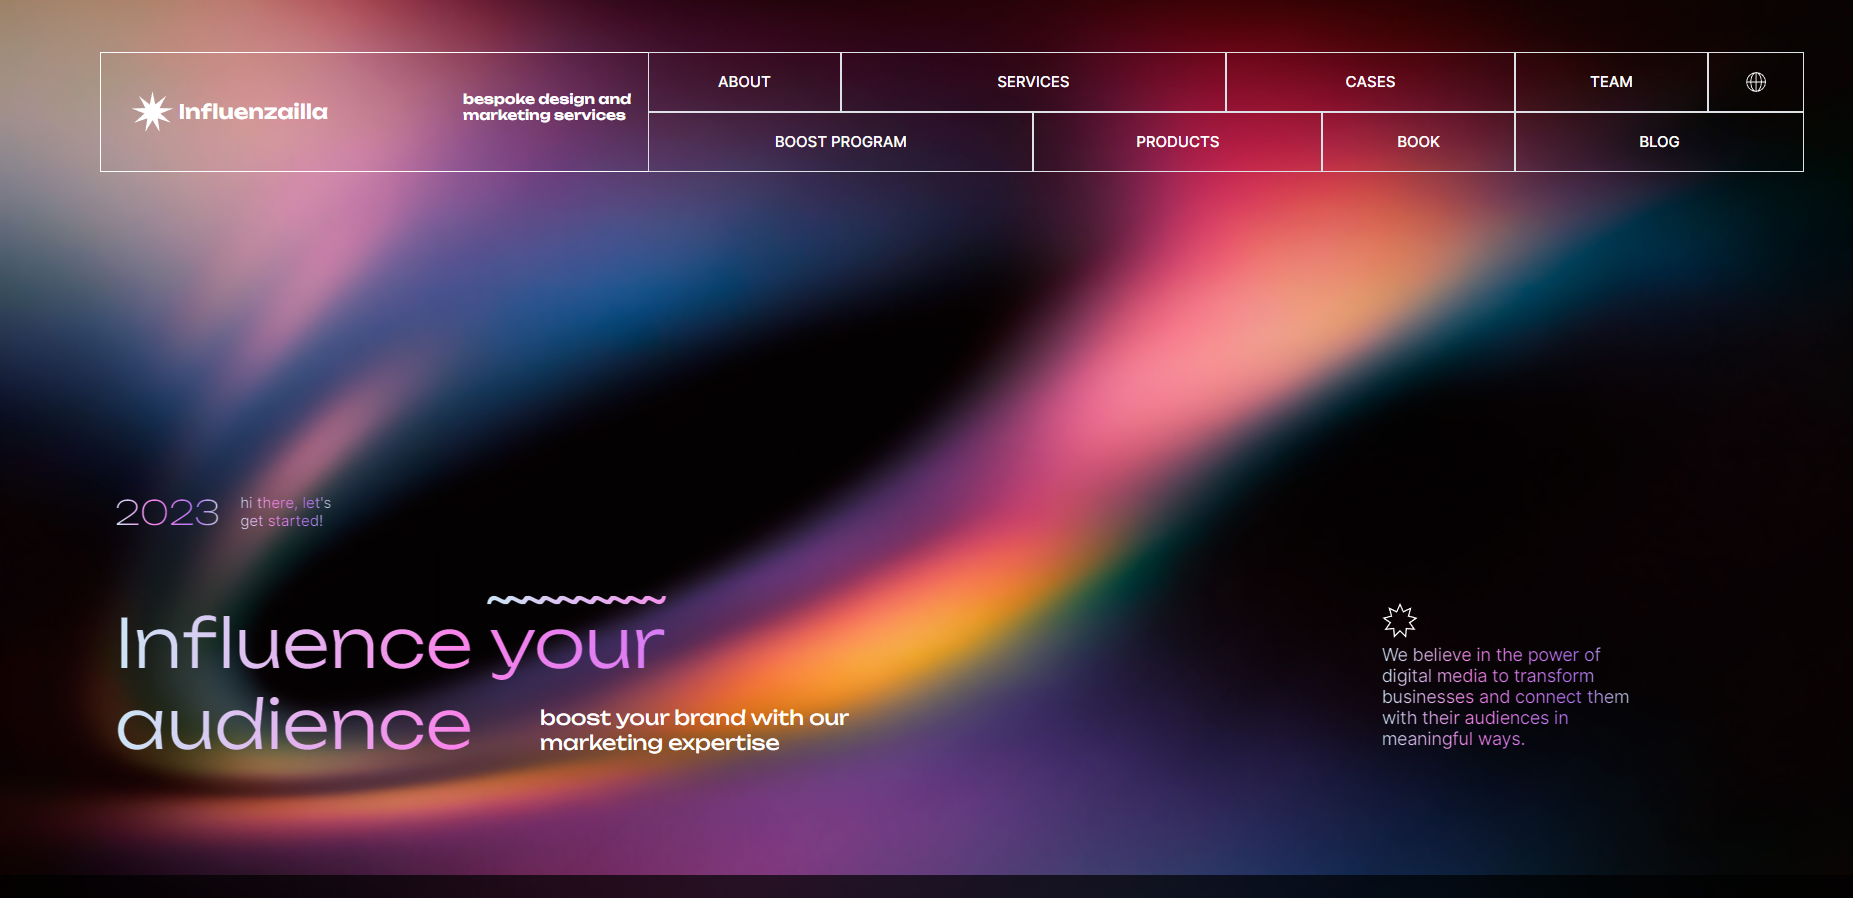 Influenzailla
bespoke design and
marketing services
ABOUT
SERVICES
CASES
TEAM
BOOST PROGRAM
PRODUCTS
BOOK
BLOG
2023
hi there, let's
get started!
Influence your
audience
boost your brand with our
marketing expertise
We believe in the power of
digital media to transform
businesses and connect them
with their audiences in
meaningful ways.